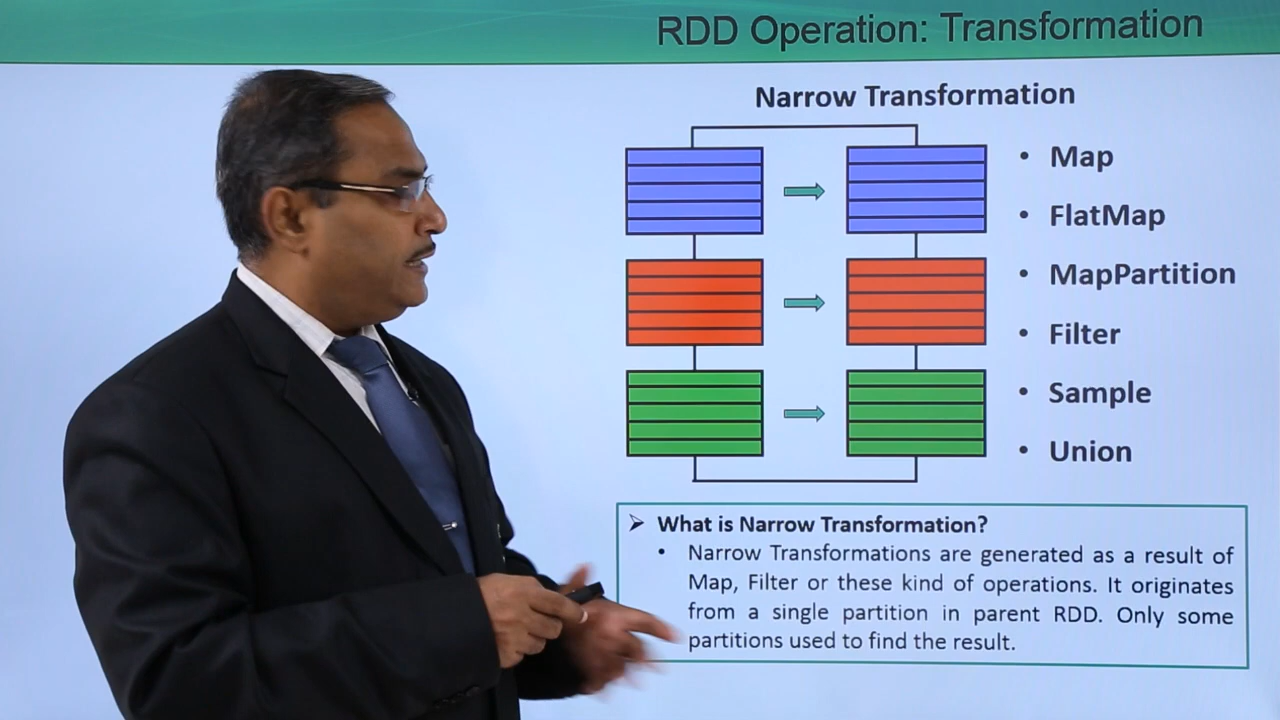 RDD Operation: Transformation
Narrow Transformation
• Map
• FlatMap
• MapPartition
• Filter
• Sample
• Union
➢ What is Narrow Transformation?
• Narrow Transformations are generated as a result of
Map, Filter or these kind of operations. It originates
from a single partition in parent RDD. Only some
partitions used to find the result.